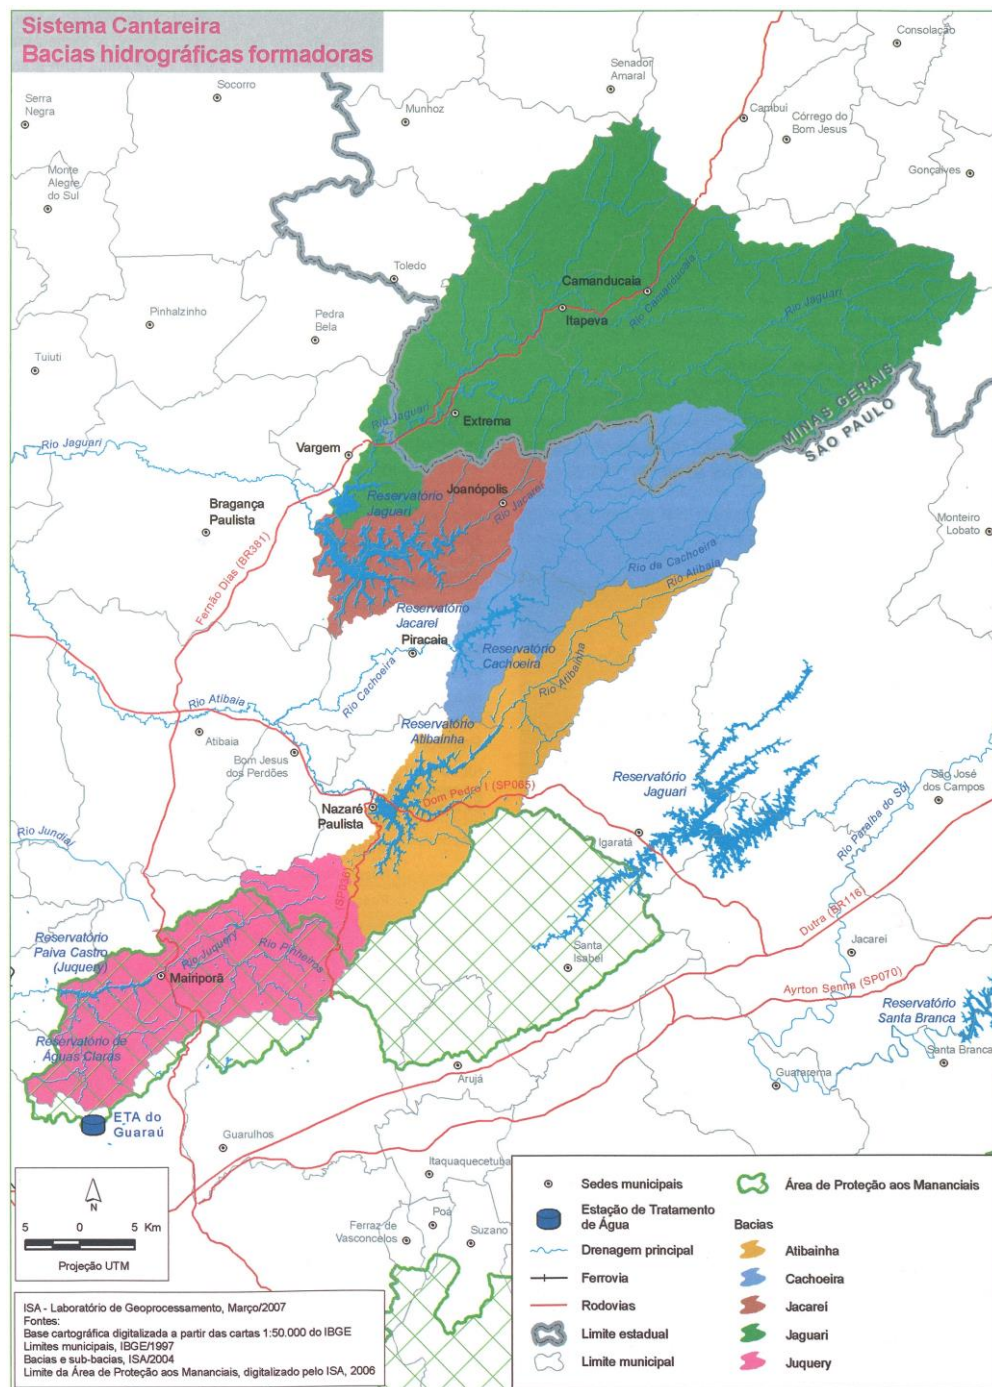 Sistema Cantareira
Bacias hidrográficas formadoras
Consolação
Senador
Amaral
Socorro
Serra
Negra
Munhoz
Cambuí
Córrego do
Bom Jesus
Gonçalves
Monte
Alegre
do Sul
Toledo
Camanducaia
Rio Camanducaia
Rio Jaguari
Itapeva
Pinhalzinho
Pedra
Bela
Tuiuti
MINAS GERAIS
SÃO PAULO
Rio Jaguari
Extrema
Rio Jaguari
Vargem
Reservatório
Jaguari
Joanópolis
Rio Jacareí
Bragança
Paulista
Monteiro
Lobato
Fernão Dias (BR381)
Rio da Cachoeira
Rio Atibaia
Reservatório
Jacareí
Piracaia
Reservatório
Cachoeira
Rio Cachoeira
Rio Atibainha
Rio Atibaia
Atibaia
Reservatório
Atibainha
Bom Jesus
dos Perdões
Reservatório
Jaguari
São José
dos Campos
Dom Pedro I (SP065)
Nazaré
Paulista
Rio Paraíba do Sul
Igaratá
Rio Jundiaí
Dutra (BR116)
Reservatório
Paiva Castro
(Juquery)
Rio Juquery
Rio Pinheiros
Mairiporã
Santa
Isabel
Jacareí
Ayrton Senna (SP070)
Reservatório
Santa Branca
Reservatório de
Águas Claras
Arujá
Santa Branca
Guararema
ETA do
Guaraú
Guarulhos
Itaquaquecetuba
Poá
Ferraz de
Vasconcelos
Suzano
N
5 0 5 Km
Projeção UTM
ISA - Laboratório de Geoprocessamento, Março/2007
Fontes:
Base cartográfica digitalizada a partir das cartas 1:50.000 do IBGE
Limites municipais, IBGE/1997
Bacias e sub-bacias, ISA/2004
Limite da Área de Proteção aos Mananciais, digitalizado pelo ISA, 2006
Sedes municipais
Estação de Tratamento
de Água
Drenagem principal
Ferrovia
Rodovias
Limite estadual
Limite municipal
Área de Proteção aos Mananciais
Bacias
Atibainha
Cachoeira
Jacarei
Jaguari
Juquery